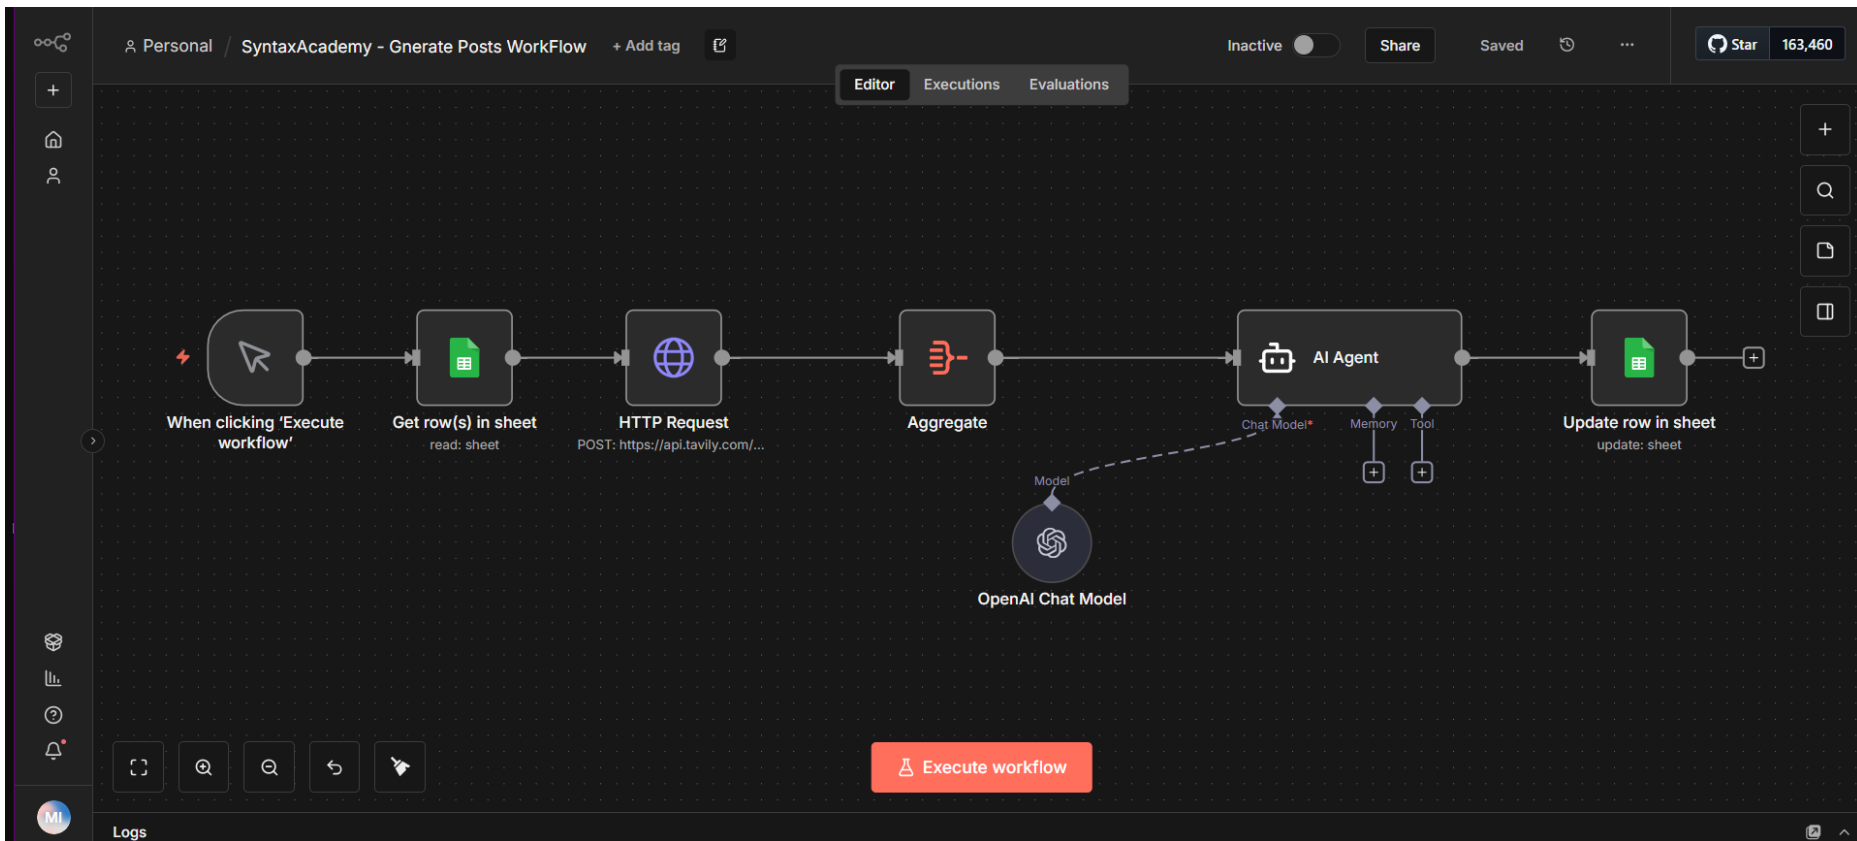 Personal / SyntaxAcademy - Gnerate Posts WorkFlow + Add tag
Inactive Share Saved ... Star 163,460
Editor Executions Evaluations
AI Agent
When clicking ‘Execute
workflow’
Get row(s) in sheet
read: sheet
HTTP Request
POST: https://api.tavily.com/...
Aggregate
Chat Model*
Memory
Tool
Update row in sheet
update: sheet
Model
OpenAI Chat Model
Execute workflow
MI
Logs